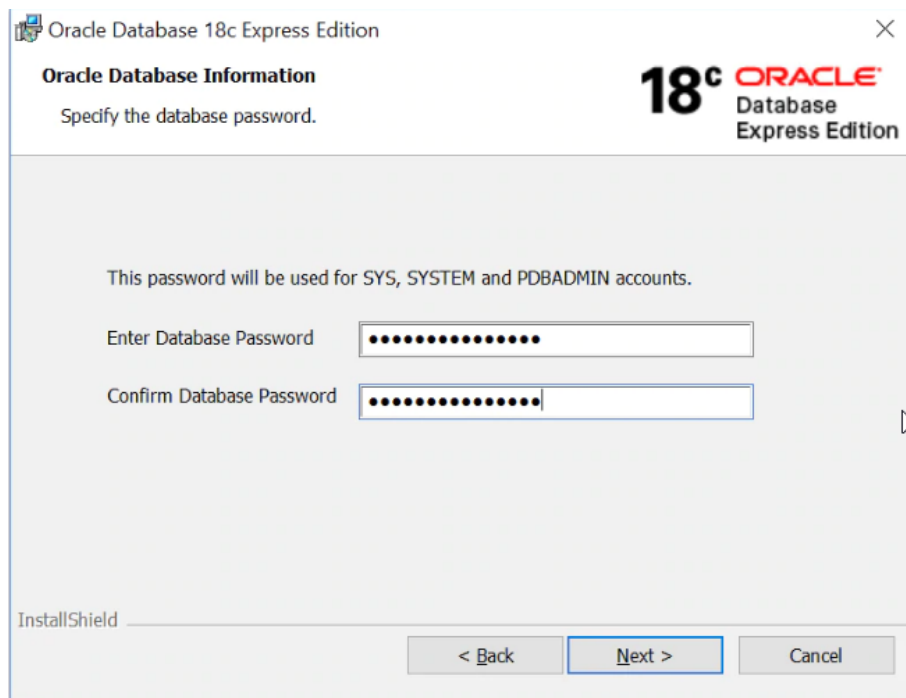 Oracle Database 18c Express Edition
Oracle Database Information
Specify the database password.
18c ORACLE
Database
Express Edition
This password will be used for SYS, SYSTEM and PDBADMIN accounts.
Enter Database Password •••••••••••••••
Confirm Database Password •••••••••••••••
InstallShield
< Back Next > Cancel